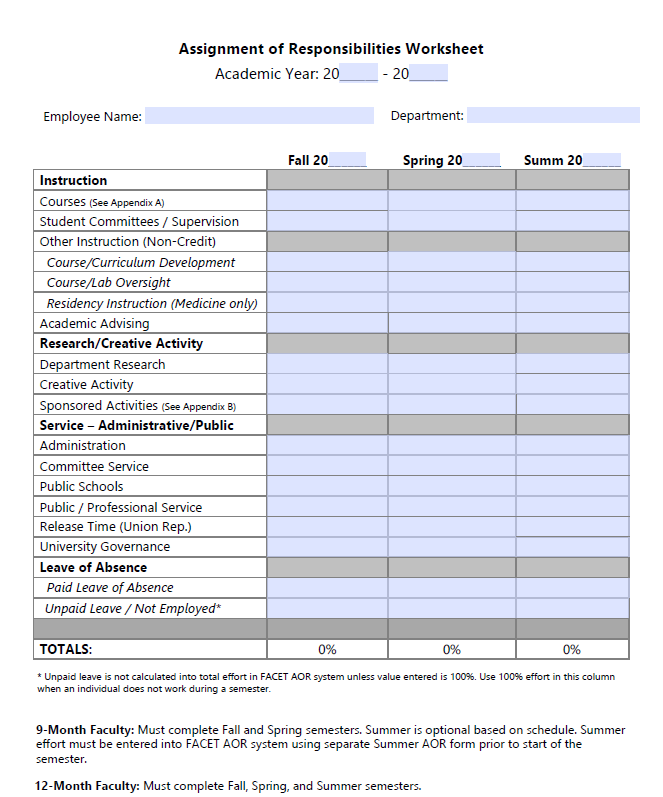 Assignment of Responsibilities Worksheet
Academic Year: 20_____ - 20_____
Employee Name:
Department:
Fall 20_____ Spring 20_____ Summ 20_____
Instruction
Courses (See Appendix A)
Student Committees / Supervision
Other Instruction (Non-Credit)
Course/Curriculum Development
Course/Lab Oversight
Residency Instruction (Medicine only)
Academic Advising
Research/Creative Activity
Department Research
Creative Activity
Sponsored Activities (See Appendix B)
Service – Administrative/Public
Administration
Committee Service
Public Schools
Public / Professional Service
Release Time (Union Rep.)
University Governance
Leave of Absence
Paid Leave of Absence
Unpaid Leave / Not Employed*
TOTALS: 0% 0% 0%
* Unpaid leave is not calculated into total effort in FACET AOR system unless value entered is 100%. Use 100% effort in this column
when an individual does not work during a semester.
9-Month Faculty: Must complete Fall and Spring semesters. Summer is optional based on schedule. Summer
effort must be entered into FACET AOR system using separate Summer AOR form prior to start of the
semester.
12-Month Faculty: Must complete Fall, Spring, and Summer semesters.